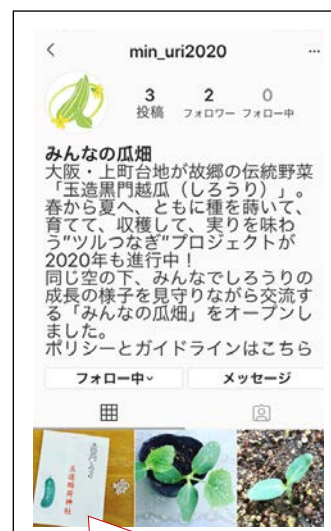 min_uri2020
...
3 2 0
投稿 フォロワー フォロー中
みんなの瓜畑
大阪・上町台地が故郷の伝統野菜
「玉造黒門越瓜（しろうり）」。
春から夏へ、ともに種を蒔いて、
育てて、収穫して、実りを味わ
う"ツルつなぎ"プロジェクトが
2020年も進行中！
同じ空の下、みんなでしろうりの
成長の様子を見守りながら交流す
る「みんなの瓜畑」をオープンし
ました。
ポリシーとガイドラインはこちら
フォロー中 メッセージ
玉造稲荷神社